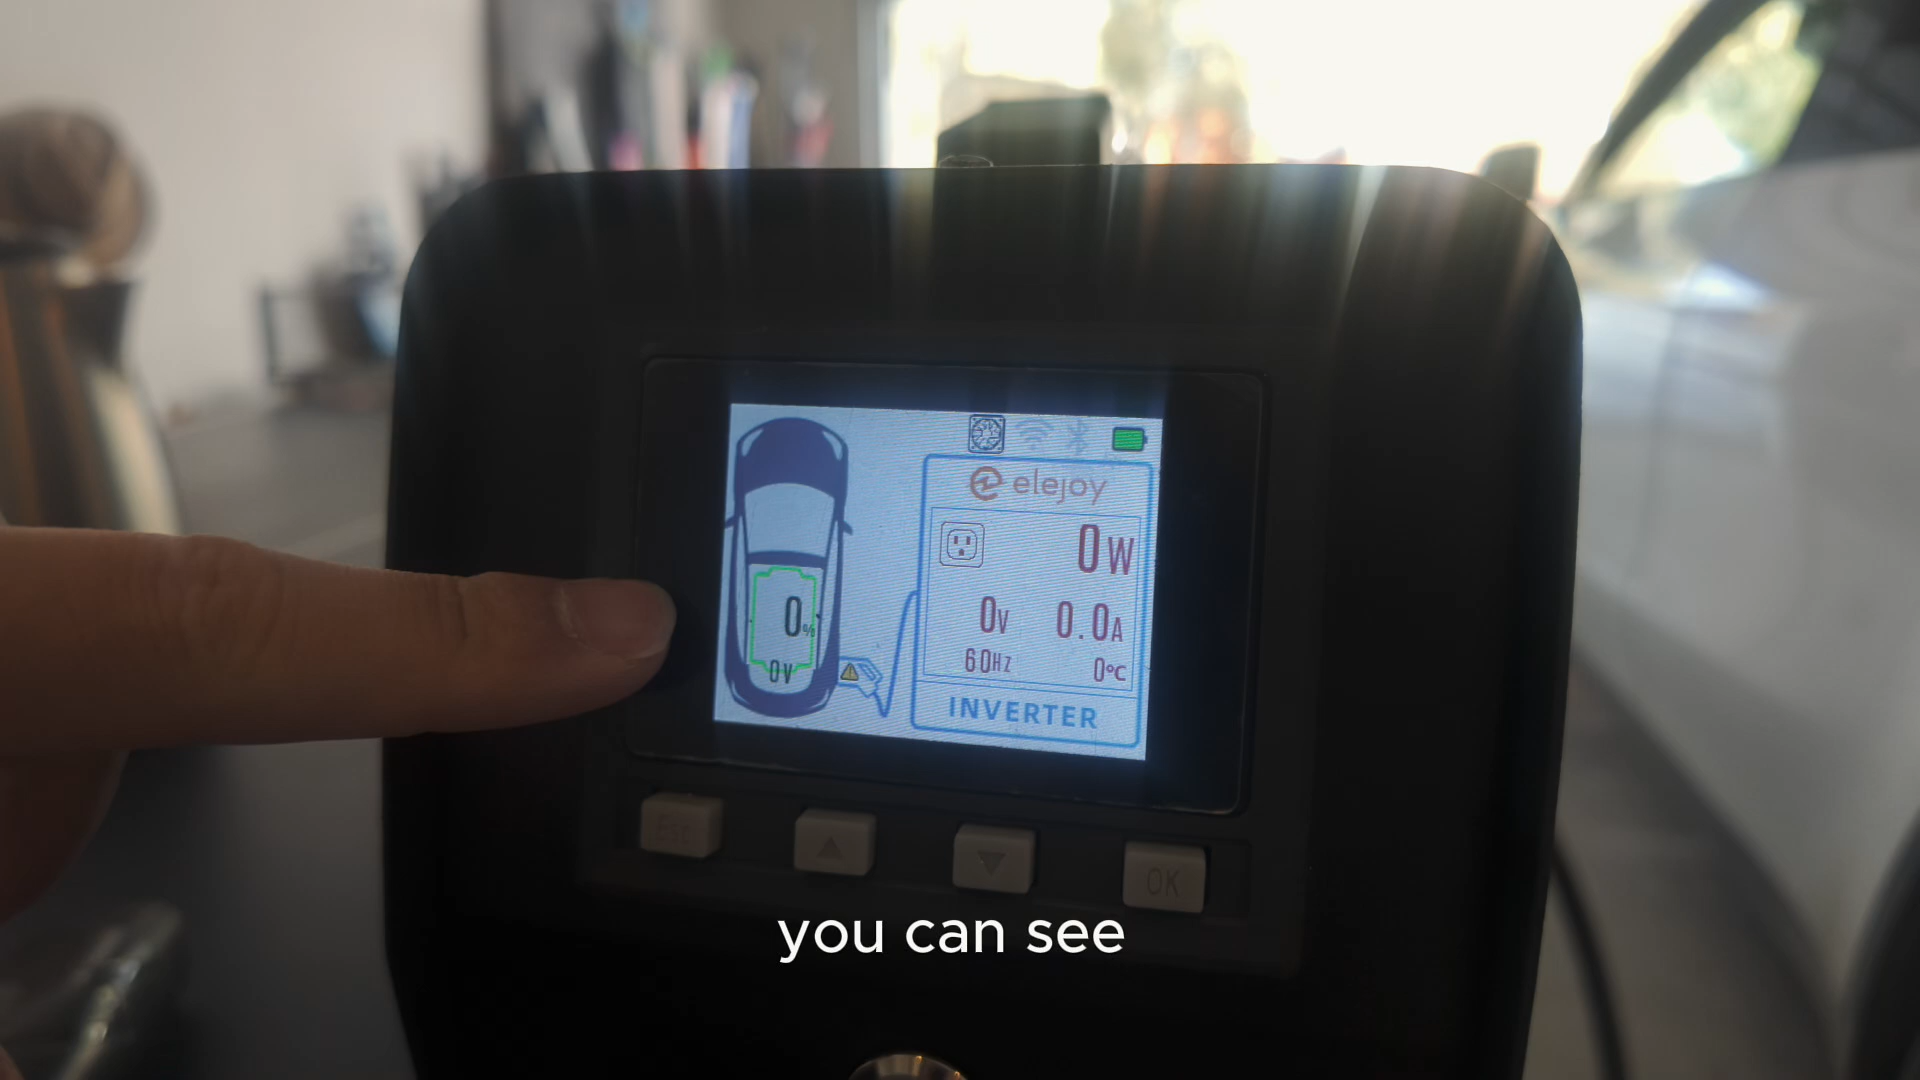 elejoy
0W
0V 0.0A
60Hz 0°C
INVERTER
0%
0V
Esc
OK
you can see